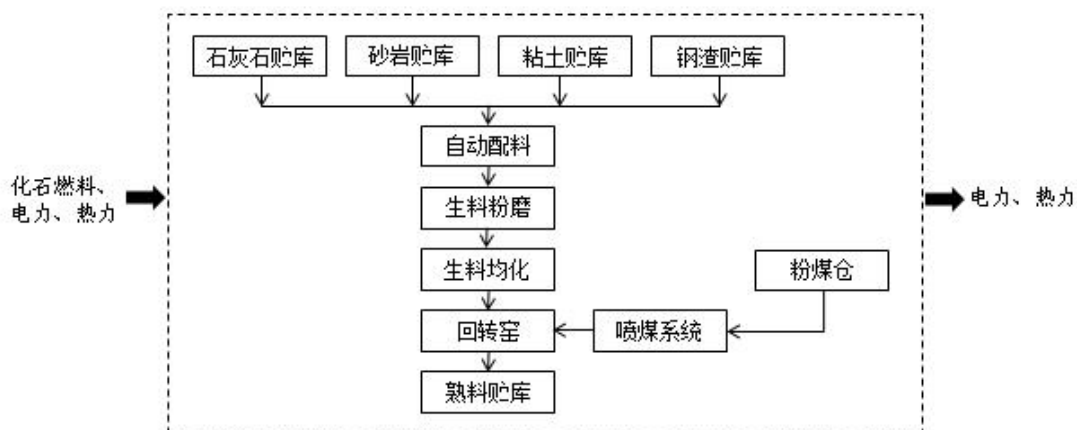 石灰石贮库
砂岩贮库
粘土贮库
钢渣贮库
自动配料
化石燃料、
电力、热力
生料粉磨
电力、热力
生料均化
粉煤仓
回转窑
喷煤系统
熟料贮库